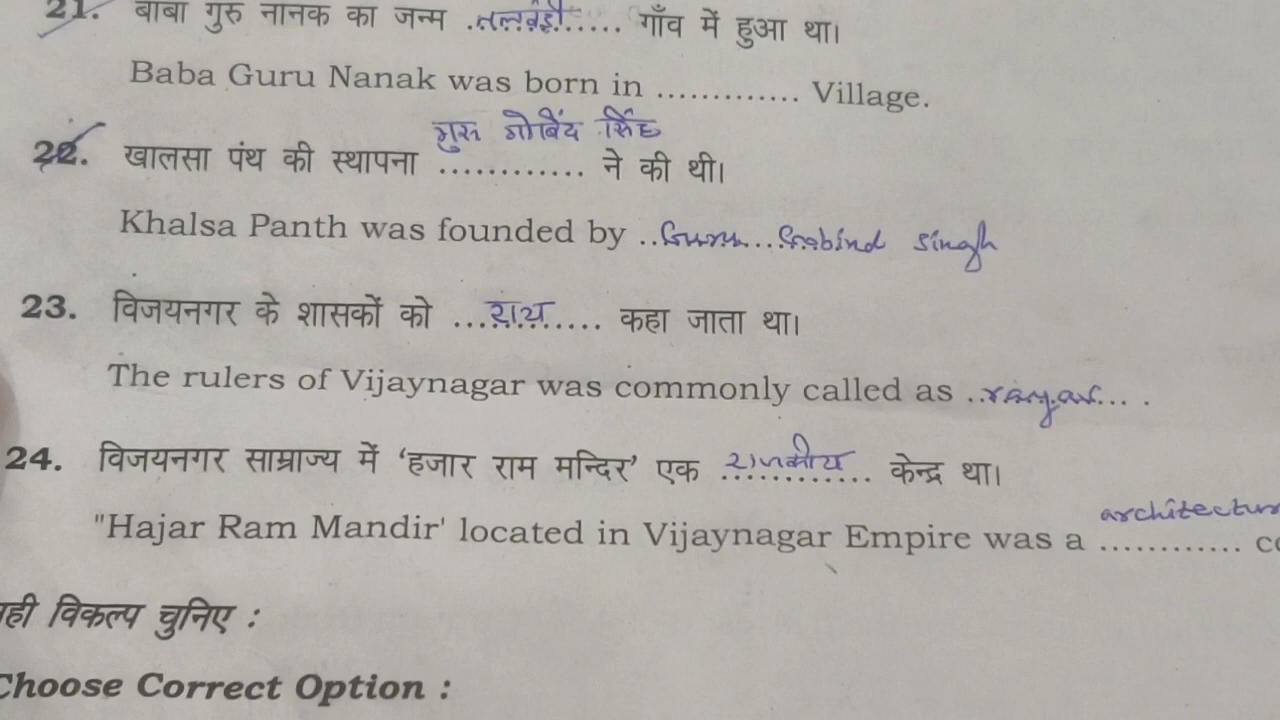 21. बाबा गुरु नानक का जन्म ..तलवंडी...... गाँव में हुआ था।
Baba Guru Nanak was born in ............. Village.
गुरु गोबिंद सिंह
22. खालसा पंथ की स्थापना ............ ने की थी।
Khalsa Panth was founded by ..Guru...Gobind Singh
23. विजयनगर के शासकों को ...राय..... कहा जाता था।
The rulers of Vijaynagar was commonly called as ..rayas.... .
24. विजयनगर साम्राज्य में ‘हजार राम मन्दिर’ एक राजकीय केन्द्र था।
architectur
"Hajar Ram Mandir' located in Vijaynagar Empire was a ............ c
ही विकल्प चुनिए :
Choose Correct Option :